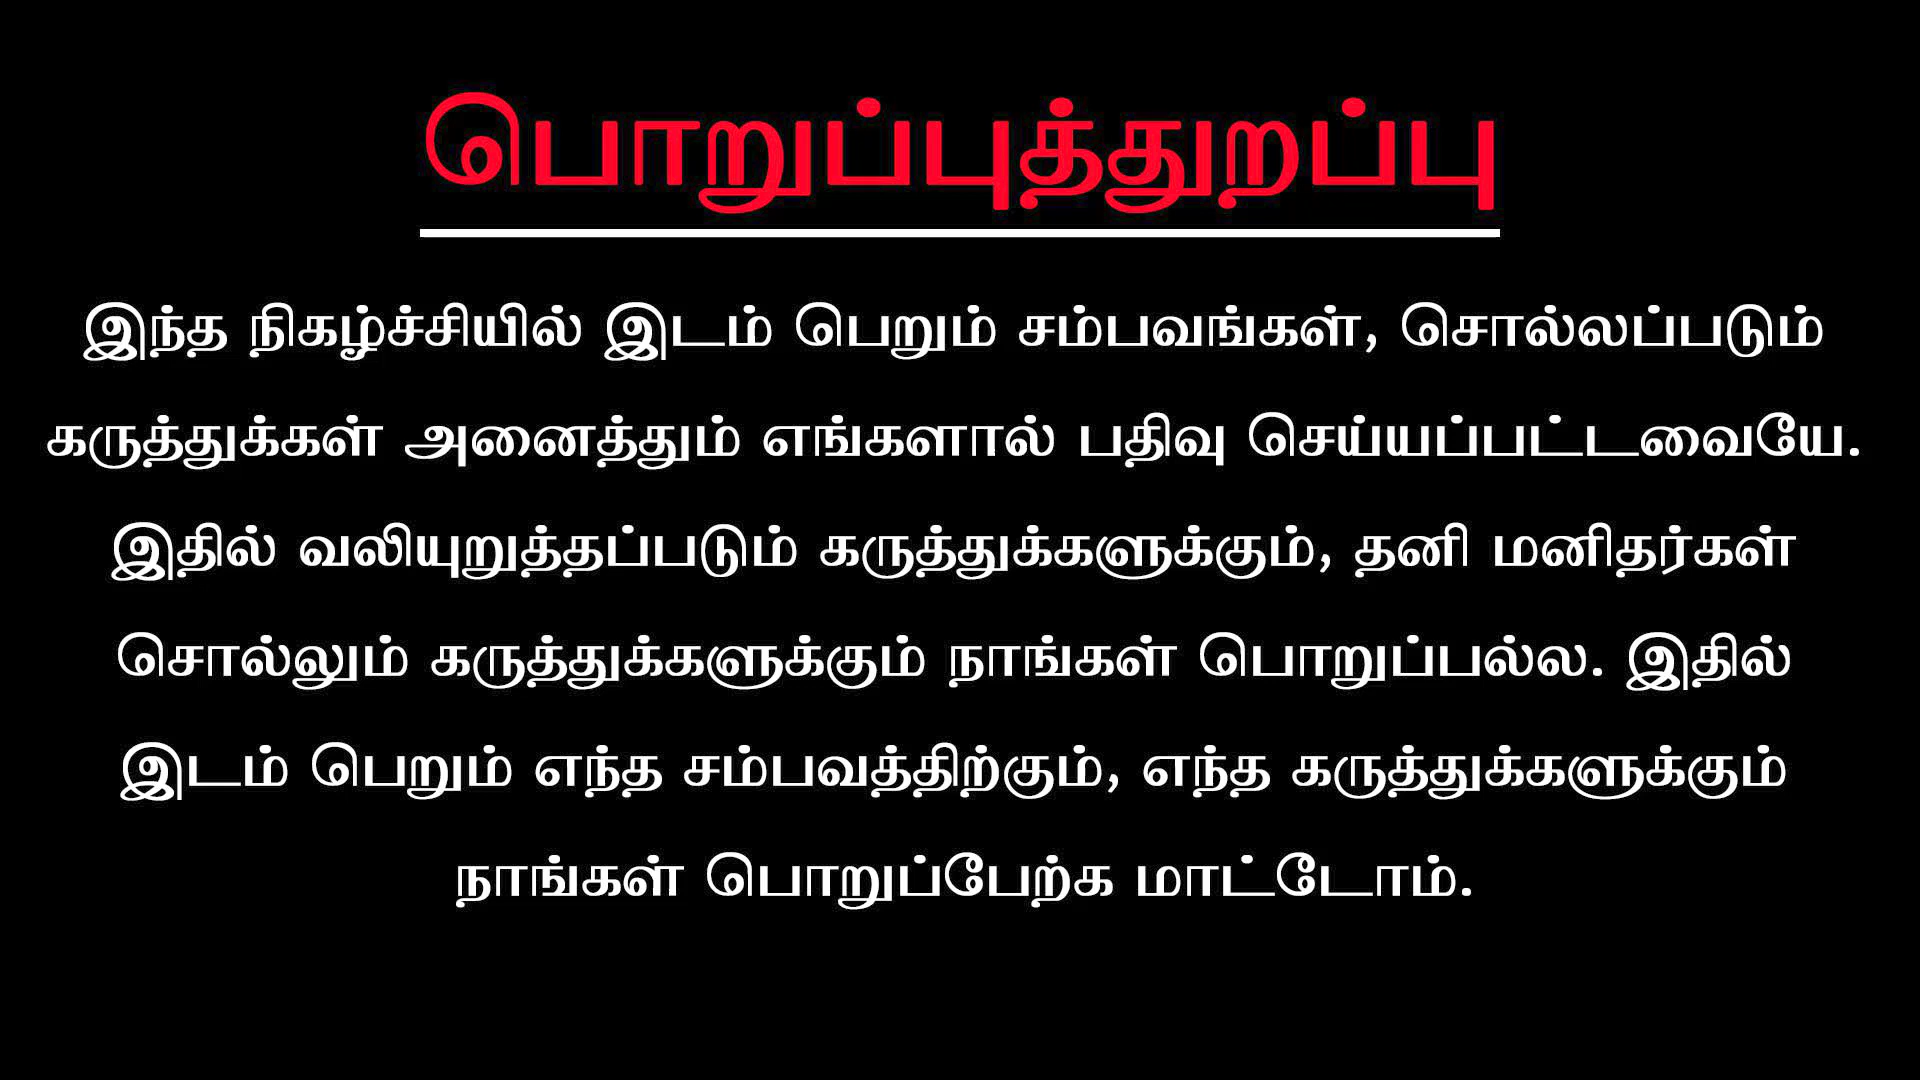 பொறுப்புத்துறப்பு
இந்த நிகழ்ச்சியில் இடம் பெறும் சம்பவங்கள், சொல்லப்படும்
கருத்துக்கள் அனைத்தும் எங்களால் பதிவு செய்யப்பட்டவையே.
இதில் வலியுறுத்தப்படும் கருத்துக்களுக்கும், தனி மனிதர்கள்
சொல்லும் கருத்துக்களுக்கும் நாங்கள் பொறுப்பல்ல. இதில்
இடம் பெறும் எந்த சம்பவத்திற்கும், எந்த கருத்துக்களுக்கும்
நாங்கள் பொறுப்பேற்க மாட்டோம்.